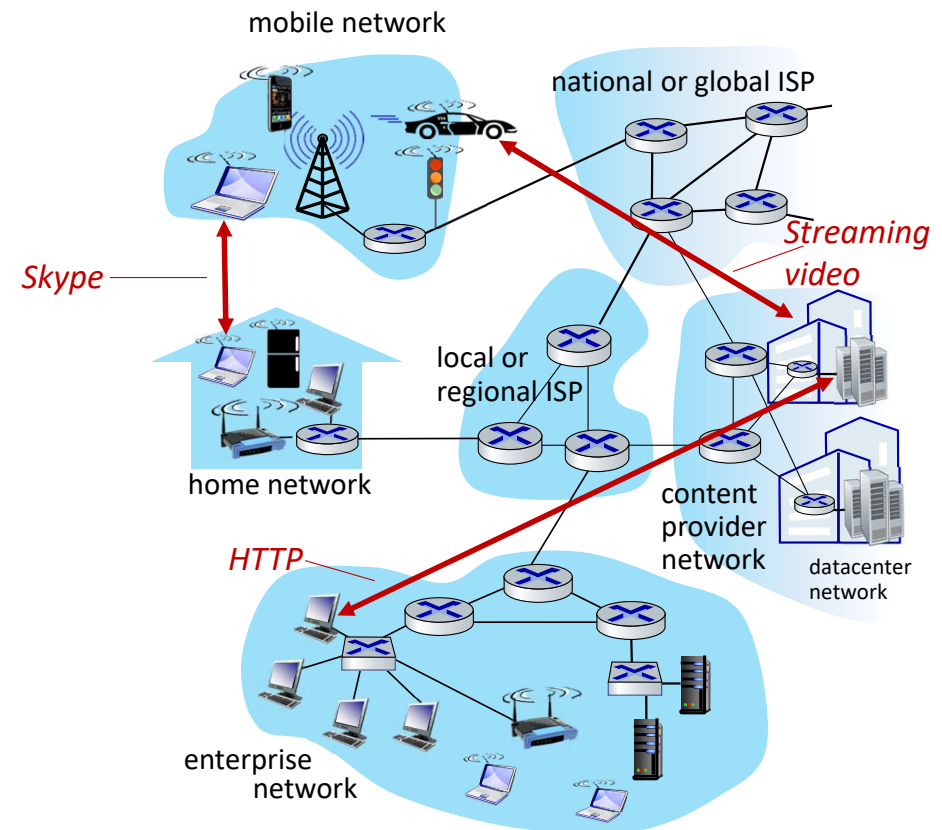 mobile network
national or global ISP
Streaming
video
Skype
local or
regional ISP
home network
content
provider
network
datacenter
network
HTTP
enterprise
network